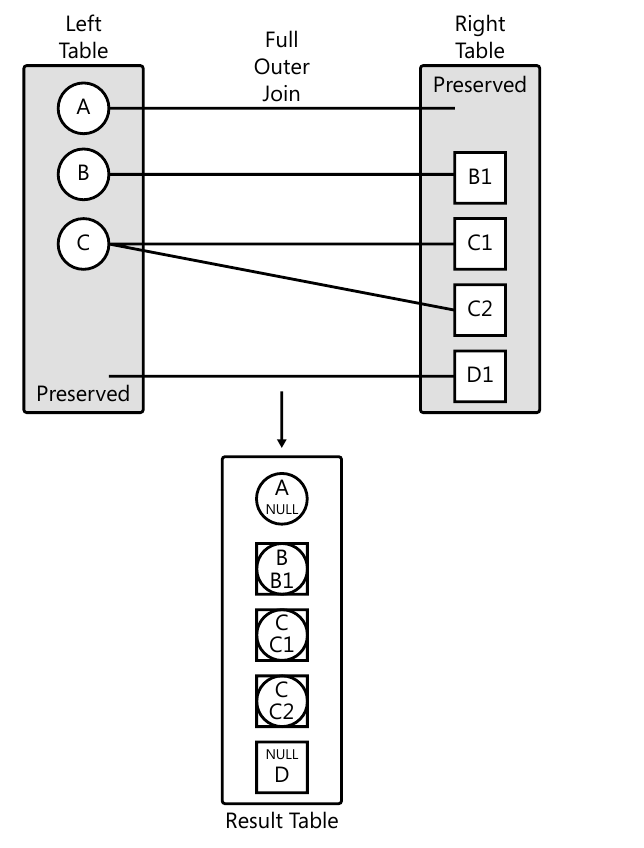 Left
Table
Full
Outer
Join
Right
Table
Preserved
A
B
B1
C
C1
C2
D1
Preserved
A
NULL
B
B1
C
C1
C
C2
NULL
D
Result Table